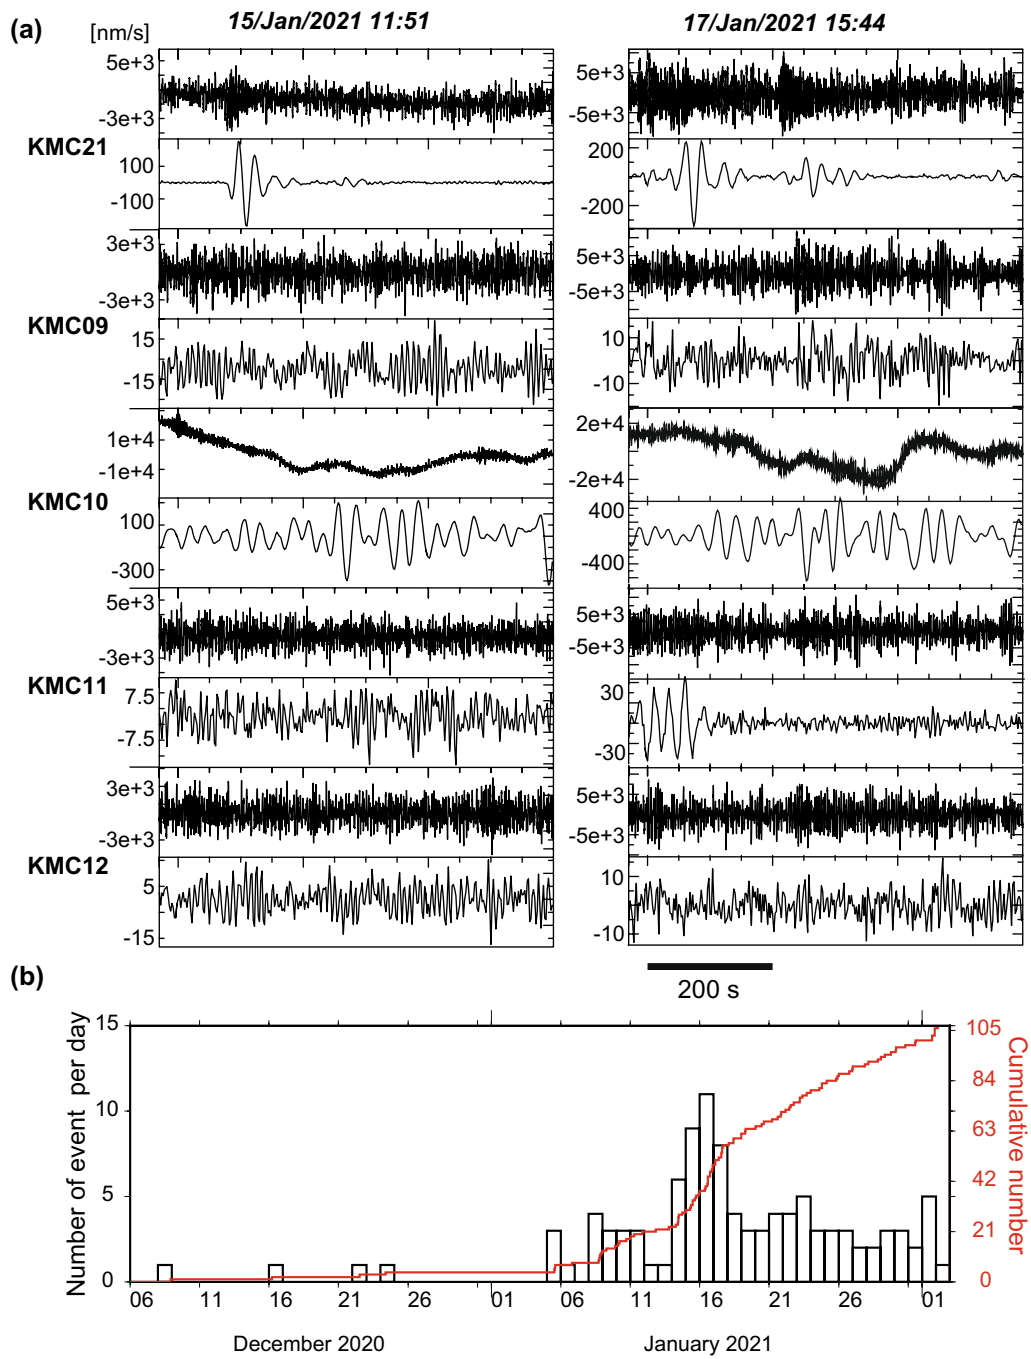 (a)
[nm/s]
15/Jan/2021 11:51
17/Jan/2021 15:44
5e+3
-3e+3
5e+3
-5e+3
KMC21
100
-100
200
-200
3e+3
-3e+3
5e+3
-5e+3
KMC09
15
-15
10
-10
1e+4
-1e+4
2e+4
-2e+4
KMC10
100
-300
400
-400
5e+3
-3e+3
5e+3
-5e+3
KMC11
7.5
-7.5
30
-30
3e+3
-3e+3
5e+3
-5e+3
KMC12
5
-15
10
-10
200 s
(b)
Number of event per day
15
10
5
0
105
84
63
42
21
0
Cumulative number
06 11 16 21 26 01 06 11 16 21 26 01
December 2020 January 2021